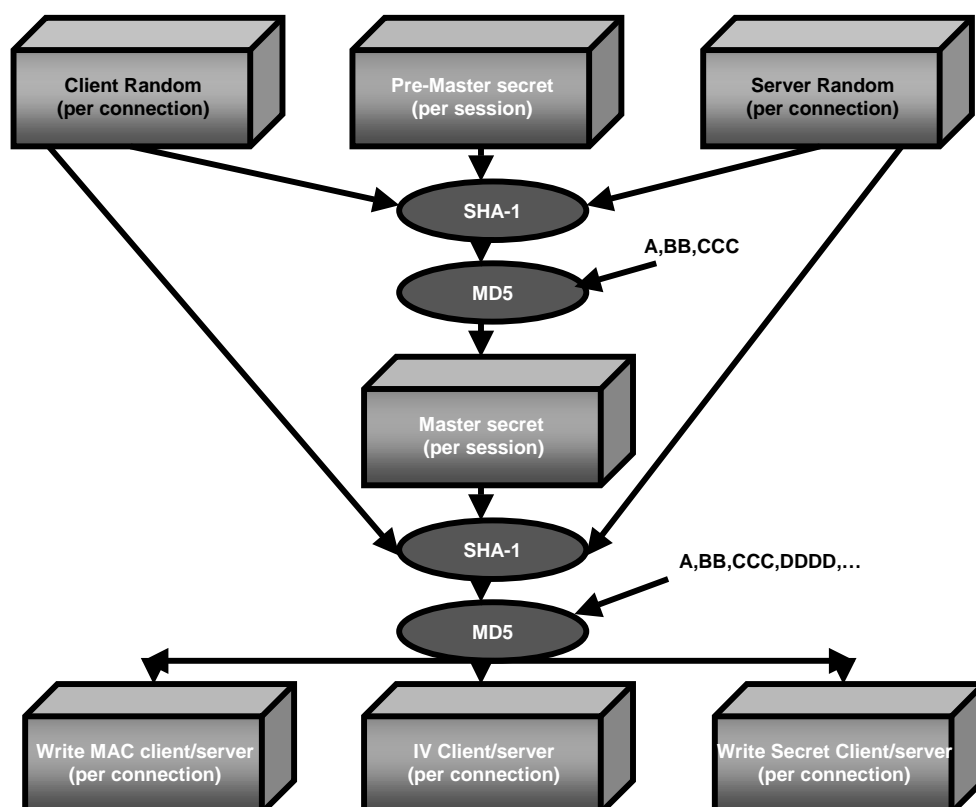 Client Random
(per connection)
Pre-Master secret
(per session)
Server Random
(per connection)
SHA-1
A,BB,CCC
MD5
Master secret
(per session)
SHA-1
A,BB,CCC,DDDD,…
MD5
Write MAC client/server
(per connection)
IV Client/server
(per connection)
Write Secret Client/server
(per connection)